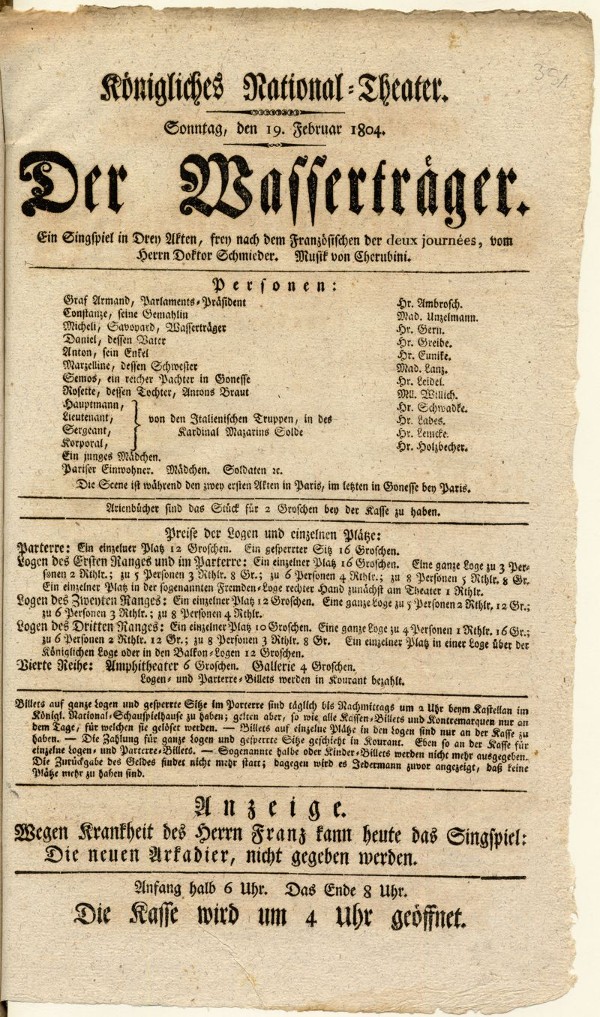 Königliches National-Theater.
Sonntag, den 19. Februar 1804.
Der Wasserträger.
Ein Singspiel in Drey Akten, frey nach dem Französischen der deux journées, vom
Herrn Doktor Schmieder. Musik von Cherubini.
Personen:
Graf Armand, Parlaments-Präsident Hr. Ambrosch.
Constanze, seine Gemahlin Mad. Unzelmann.
Micheli, Savoyard, Wasserträger Hr. Gern.
Daniel, dessen Vater Hr. Greibe.
Anton, sein Enkel Hr. Eunike.
Marzelline, dessen Schwester Mad. Lanz.
Semos, ein reicher Pachter in Gonesse Hr. Leidel.
Rosette, dessen Tochter, Antons Braut Mll. Willich.
Hauptmann, Hr. Schwadke.
Lieutenant, von den Italienischen Truppen, in des Hr. Labes.
Sergeant, Kardinal Mazarins Solde Hr. Lemcke.
Korporal, Hr. Holzbecher.
Ein junges Mädchen.
Pariser Einwohner. Mädchen. Soldaten ꝛc.
Die Scene ist während den zwey ersten Akten in Paris, im letzten in Gonesse bey Paris.
Arienbücher sind das Stück für 2 Groschen bey der Kasse zu haben.
Preise der Logen und einzelnen Plätze:
Parterre: Ein einzelner Platz 12 Groschen. Ein gesperrter Sitz 16 Groschen.
Logen des Ersten Ranges und im Parterre: Ein einzelner Platz 16 Groschen. Eine ganze Loge zu 3 Per-
sonen 2 Rthlr.; zu 5 Personen 3 Rthlr. 8 Gr.; zu 6 Personen 4 Rthlr.; zu 8 Personen 5 Rthlr. 8 Gr.
Ein einzelner Platz in der sogenannten Fremden-Loge rechter Hand zunächst am Theater 1 Rthlr.
Logen des Zweyten Ranges: Ein einzelner Platz 12 Groschen. Eine ganze Loge zu 5 Personen 2 Rthlr. 12 Gr.;
zu 6 Personen 3 Rthlr.; zu 8 Personen 4 Rthlr.
Logen des Dritten Ranges: Ein einzelner Platz 10 Groschen. Eine ganze Loge zu 4 Personen 1 Rthlr. 16 Gr.;
zu 6 Personen 2 Rthlr. 12 Gr.; zu 8 Personen 3 Rthlr. 8 Gr. Ein einzelner Platz in einer Loge über der
Königlichen Loge oder in den Balkon-Logen 12 Groschen.
Vierte Reihe: Amphitheater 6 Groschen. Gallerie 4 Groschen.
Logen- und Parterre-Billets werden in Kourant bezahlt.
Billets auf ganze Logen und gesperrte Sitze im Parterre sind täglich bis Nachmittags um 2 Uhr beym Kastellan im
Königl. National-Schauspielhause zu haben; gelten aber, so wie alle Kassen-Billets und Kontremarquen nur an
dem Tage, für welchen sie gelöset werden. — Billets auf einzelne Plätze in den Logen sind nur an der Kasse zu
haben. — Die Zahlung für ganze Logen und gesperrte Sitze geschieht in Kourant. Eben so an der Kasse für
einzelne Logen- und Parterre-Billets. — Sogenannte halbe oder Kinder-Billets werden nicht mehr ausgegeben.
Die Zurückgabe des Geldes findet nicht mehr statt; dagegen wird es Jedermann zuvor angezeigt, daß keine
Plätze mehr zu haben sind.
Anzeige.
Wegen Krankheit des Herrn Franz kann heute das Singspiel:
Die neuen Arkadier, nicht gegeben werden.
Anfang halb 6 Uhr. Das Ende 8 Uhr.
Die Kasse wird um 4 Uhr geöffnet.